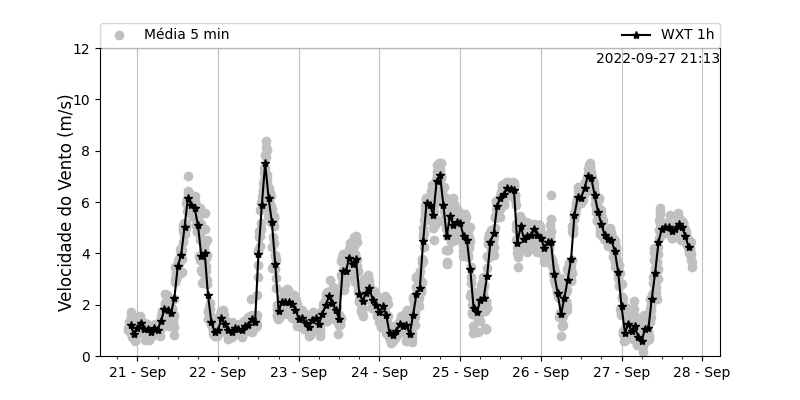 Média 5 min
WXT 1h
2022-09-27 21:13
Velocidade do Vento (m/s)
12
10
8
6
4
2
0
21 - Sep
22 - Sep
23 - Sep
24 - Sep
25 - Sep
26 - Sep
27 - Sep
28 - Sep